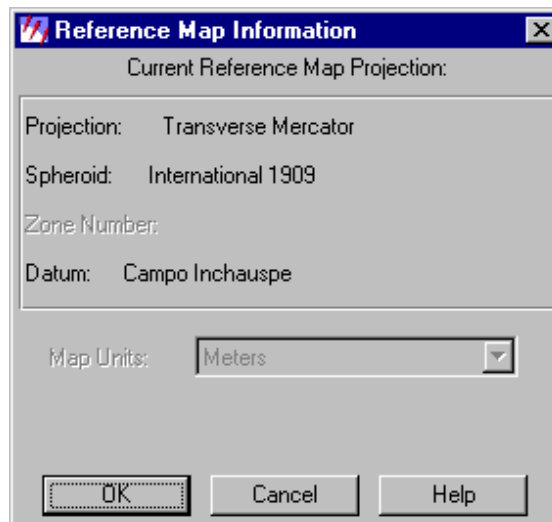 Reference Map Information
Current Reference Map Projection:
Projection: Transverse Mercator
Spheroid: International 1909
Zone Number:
Datum: Campo Inchauspe
Map Units: Meters
OK Cancel Help